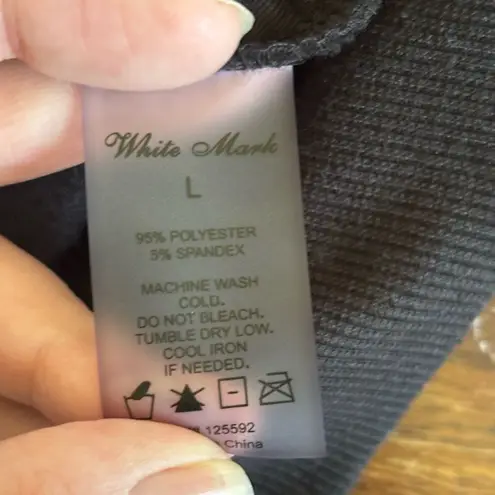 White Mark
L
95% POLYESTER
5% SPANDEX
MACHINE WASH
COLD.
DO NOT BLEACH.
TUMBLE DRY LOW.
COOL IRON
IF NEEDED.
125592
China